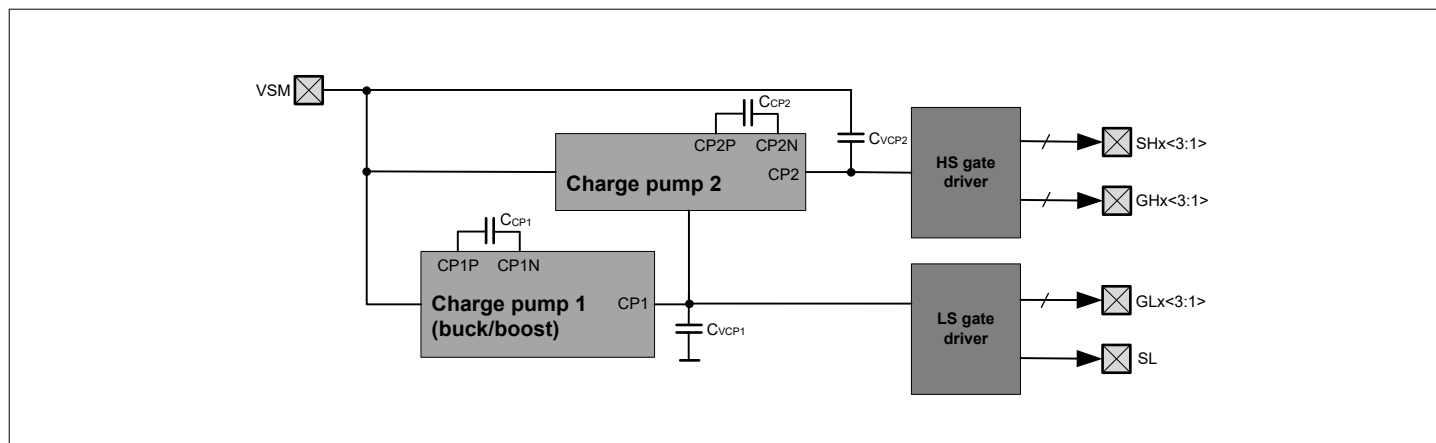 VSM
CCP2
CVCP2
CP2P CP2N
CP2
Charge pump 2
HS gate
driver
SHx<3:1>
GHx<3:1>
CCP1
CP1P CP1N
CP1
Charge pump 1
(buck/boost)
CVCP1
LS gate
driver
GLx<3:1>
SL